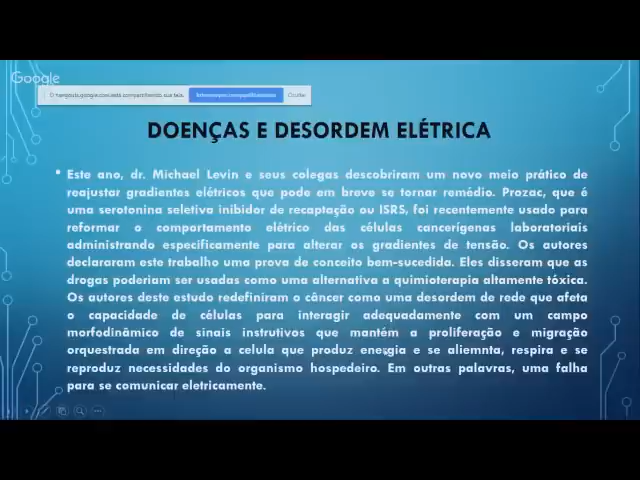 Google
Ocultar
DOENÇAS E DESORDEM ELÉTRICA
• Este ano, dr. Michael Levin e seus colegas descobriram um novo meio prático de
reajustar gradientes elétricos que pode em breve se tornar remédio. Prozac, que é
uma serotonina seletiva inibidor de recaptação ou ISRS, foi recentemente usado para
reformar o comportamento elétrico das células cancerígenas laboratoriais
administrando especificamente para alterar os gradientes de tensão. Os autores
declararam este trabalho uma prova de conceito bem-sucedida. Eles disseram que as
drogas poderiam ser usadas como uma alternativa a quimioterapia altamente tóxica.
Os autores deste estudo redefiniram o câncer como uma desordem de rede que afeta
o capacidade de células para interagir adequadamente com um campo
morfodinâmico de sinais instrutivos que mantém a proliferação e migração
orquestrada em direção a celula que produz energia e se aliemnta, respira e se
reproduz necessidades do organismo hospedeiro. Em outras palavras, uma falha
para se comunicar eletricamente.